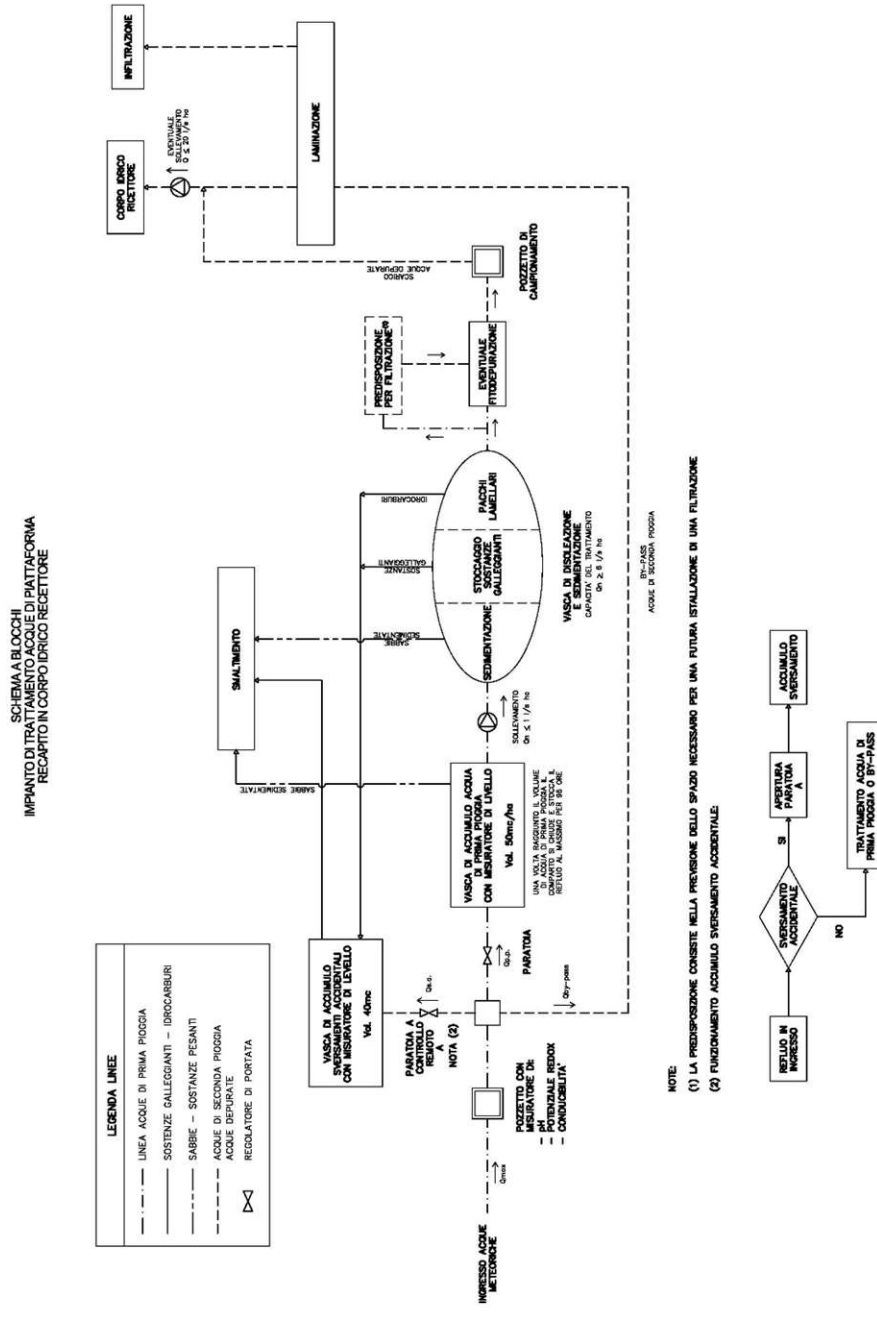 SCHEMA A BLOCCHI
IMPIANTO DI TRATTAMENTO ACQUE DI PIATTAFORMA
RECAPITO IN CORPO IDRICO RECETTORE
LEGENDA LINEE
LINEA ACQUE DI PRIMA PIOGGIA
SOSTENZE GALLEGGIANTI - IDROCARBURI
SABBIE - SOSTANZE PESANTI
ACQUE DI SECONDA PIOGGIA
ACQUE DEPURATE
REGOLATORE DI PORTATA
INGRESSO ACQUE
METEORICHE
Qmax
POZZETTO CON
MISURATORE DI:
- pH
- POTENZIALE REDOX
- CONDUCIBILITA'
VASCA DI ACCUMULO
SVERSAMENTI ACCIDENTALI
CON MISURATORE DI LEVELLO
Vol. 40mc
PARATOIA A
CONTROLLO
REMOTO
A
NOTA (2)
Qs.a.
Qp.p.
PARATOIA
Qby-pass
VASCA DI ACCUMULO ACQUA
DI PRIMA PIOGGIA
CON MISURATORE DI LIVELLO
Vol. 50mc/ha
UNA VOLTA RAGGIUNTO IL VOLUME
DI ACQUA DI PRIMA PIOGGIA IL
COMPARTO SI CHIUDE E STOCCA IL
REFLUO AL MASSIMO PER 96 ORE
SABBIE SEDIMENTATE
SMALTIMENTO
SOLLEVAMENTO
Qn ≤ 1 l/s ha
SABBIE
SEDIMENTATE
SOSTANZE
GALLEGGIANTI
IDROCARBURI
SEDIMENTAZIONE
STOCCAGGIO
SOSTANZE
GALLEGGIANTI
PACCHI
LAMELLARI
VASCA DI DISOLEAZIONE
E SEDIMENTAZIONE
CAPACITA' DEL TRATTAMENTO
Qn ≥ 6 l/s ha
PREDISPOSIZIONE
PER FILTRAZIONE(1)
EVENTUALE
FITODEPURAZIONE
POZZETTO DI
CAMPIONAMENTO
SCARICO
ACQUE DEPURATE
BY-PASS
ACQUE DI SECONDA PIOGGIA
CORPO IDRICO
RICETTORE
EVENTUALE
SOLLEVAMENTO
Q ≤ 20 l/s ha
INFILTRAZIONE
LAMINAZIONE
NOTE:
(1) LA PREDISPOSIZIONE CONSISTE NELLA PREVISIONE DELLO SPAZIO NECESSARIO PER UNA FUTURA ISTALLAZIONE DI UNA FILTRAZIONE
(2) FUNZIONAMENTO ACCUMULO SVERSAMENTO ACCIDENTALE:
REFLUO IN
INGRESSO
SVERSAMENTO
ACCIDENTALE
SI
NO
APERTURA
PARATOIA
A
ACCUMULO
SVERSAMENTO
TRATTAMENTO ACQUA DI
PRIMA PIOGGIA O BY-PASS